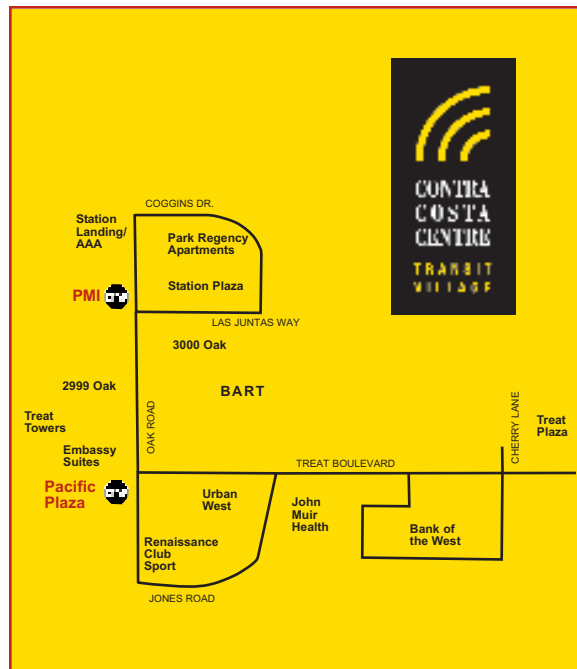 CONTRA
COSTA
CENTRE
TRANSIT
VILLAGE
COGGINS DR.
Station
Landing/
AAA
Park Regency
Apartments
Station Plaza
PMI
LAS JUNTAS WAY
3000 Oak
2999 Oak
BART
Treat
Towers
OAK ROAD
CHERRY LANE
Treat
Plaza
Embassy
Suites
TREAT BOULEVARD
Pacific
Plaza
Urban
West
John
Muir
Health
Bank of
the West
Renaissance
Club
Sport
JONES ROAD